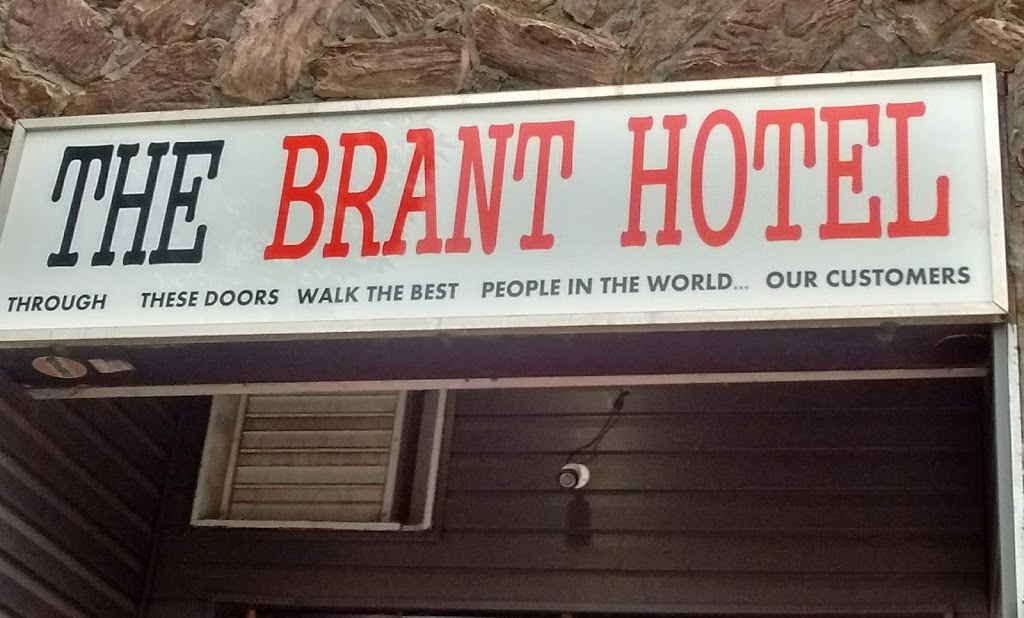 THE BRANT HOTEL
THROUGH THESE DOORS WALK THE BEST PEOPLE IN THE WORLD... OUR CUSTOMERS